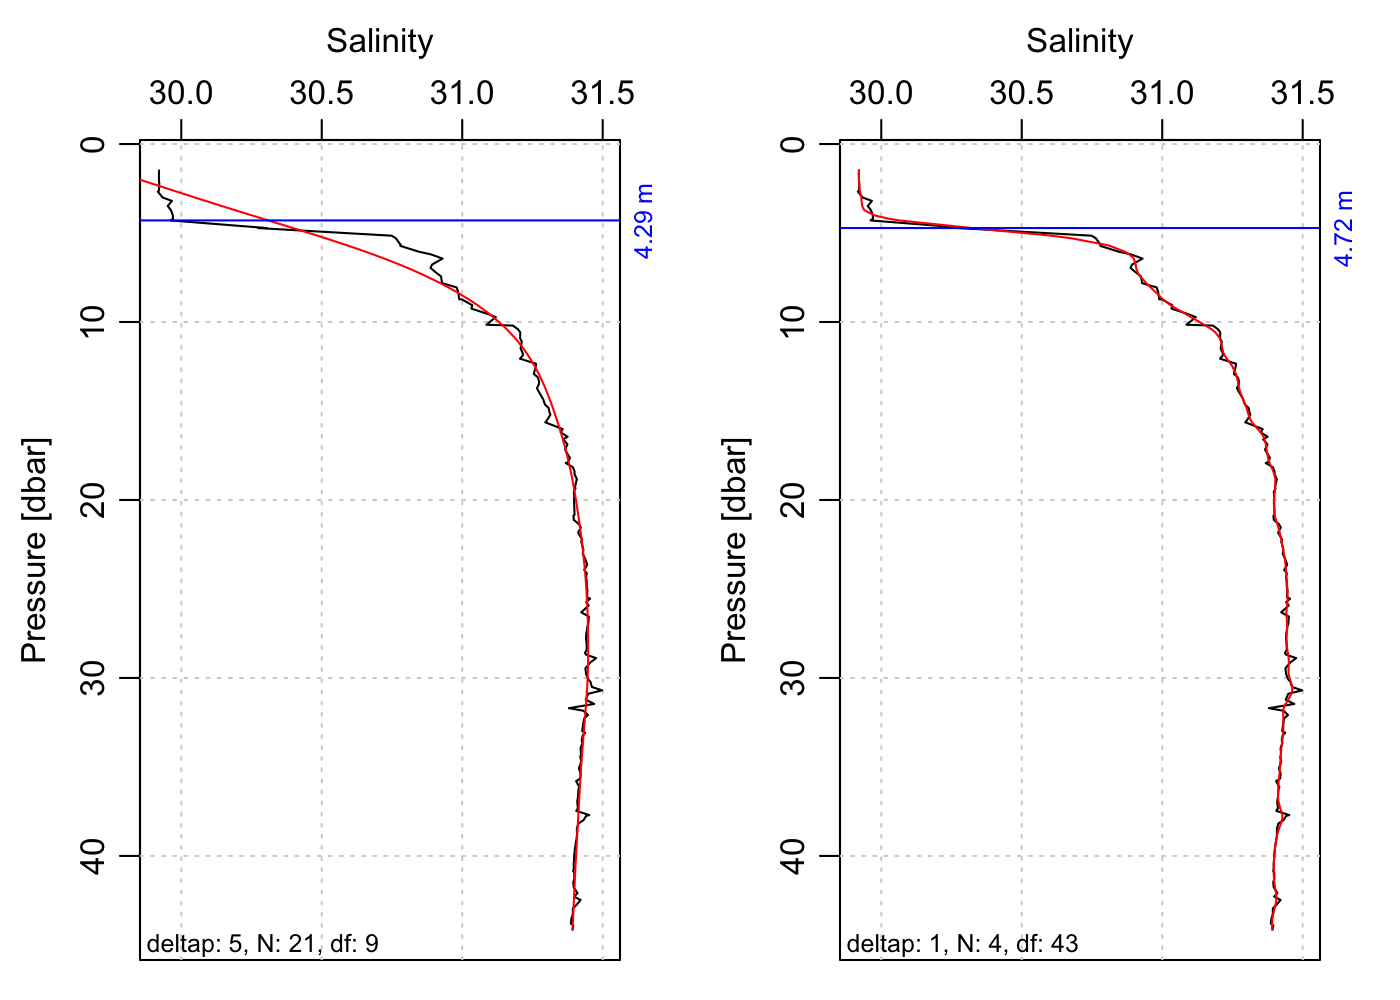 Salinity
30.0 30.5 31.0 31.5
0
10
20
30
40
Pressure [dbar]
4.29 m
deltap: 5, N: 21, df: 9
Salinity
30.0 30.5 31.0 31.5
0
10
20
30
40
Pressure [dbar]
4.72 m
deltap: 1, N: 4, df: 43